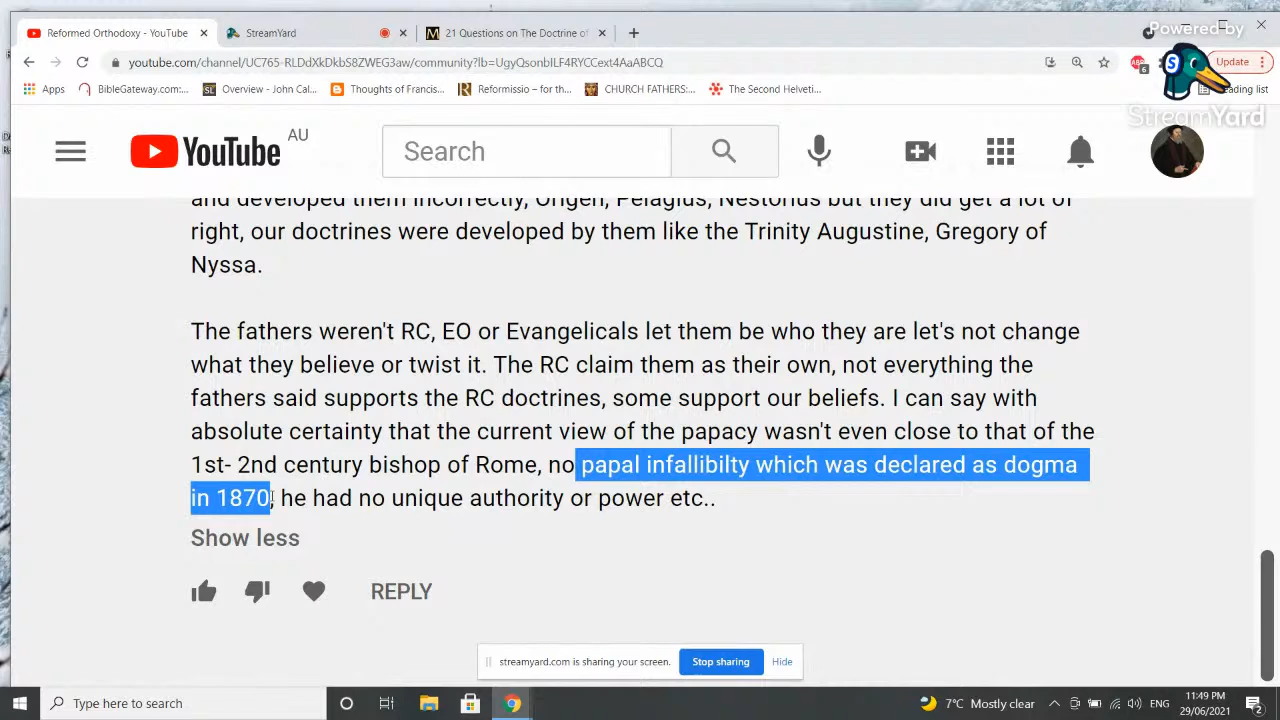 Reformed Orthodoxy - YouTube
StreamYard
21 Questions on The Doctrine of
Powered by
youtube.com/channel/UC765-RLDdXkDkbS8ZWEG3aw/community?lb=UgyQsonbILF4RYCCext4AaABCQ
6
Update
Apps
BibleGateway.com:...
Overview - John Cal...
Thoughts of Francis...
Promised – for th...
CHURCH FATHERS:...
The Second Helveti...
Reading list
StreamYard
YouTube
AU
Search
and developed them incorrectly, Origen, Pelagius, Nestorius but they did get a lot of
right, our doctrines were developed by them like the Trinity Augustine, Gregory of
Nyssa.
The fathers weren't RC, EO or Evangelicals let them be who they are let's not change
what they believe or twist it. The RC claim them as their own, not everything the
fathers said supports the RC doctrines, some support our beliefs. I can say with
absolute certainty that the current view of the papacy wasn't even close to that of the
1st- 2nd century bishop of Rome, no papal infallibilty which was declared as dogma
in 1870, he had no unique authority or power etc..
Show less
REPLY
streamyard.com is sharing your screen.
Stop sharing
Hide
Type here to search
7°C Mostly clear
ENG
11:49 PM
29/06/2021
2